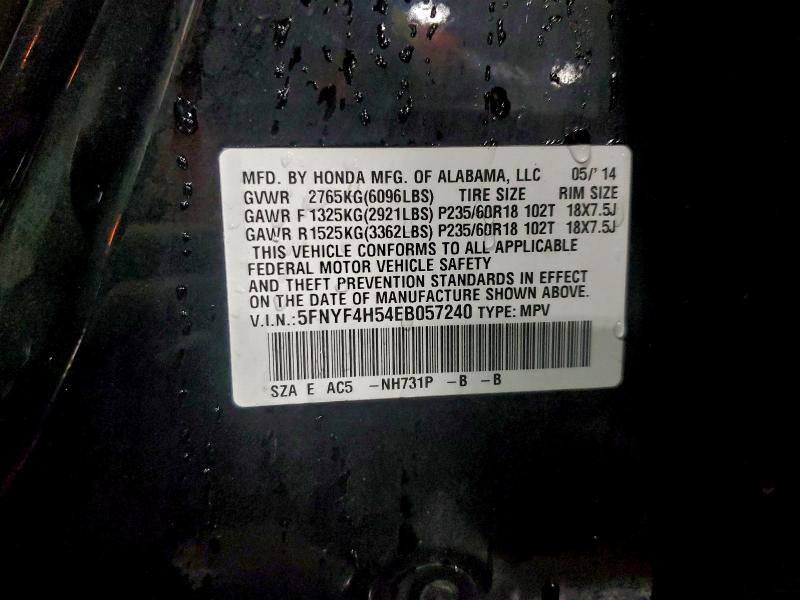 MFD. BY HONDA MFG. OF ALABAMA, LLC 05/'14
GVWR 2765KG(6096LBS) TIRE SIZE RIM SIZE
GAWR F 1325KG(2921LBS) P235/60R18 102T 18X7.5J
GAWR R 1525KG(3362LBS) P235/60R18 102T 18X7.5J
THIS VEHICLE CONFORMS TO ALL APPLICABLE
FEDERAL MOTOR VEHICLE SAFETY
AND THEFT PREVENTION STANDARDS IN EFFECT
ON THE DATE OF MANUFACTURE SHOWN ABOVE.
V.I.N.:5FNYF4H54EB057240 TYPE: MPV
SZA E AC5 -NH731P -B -B